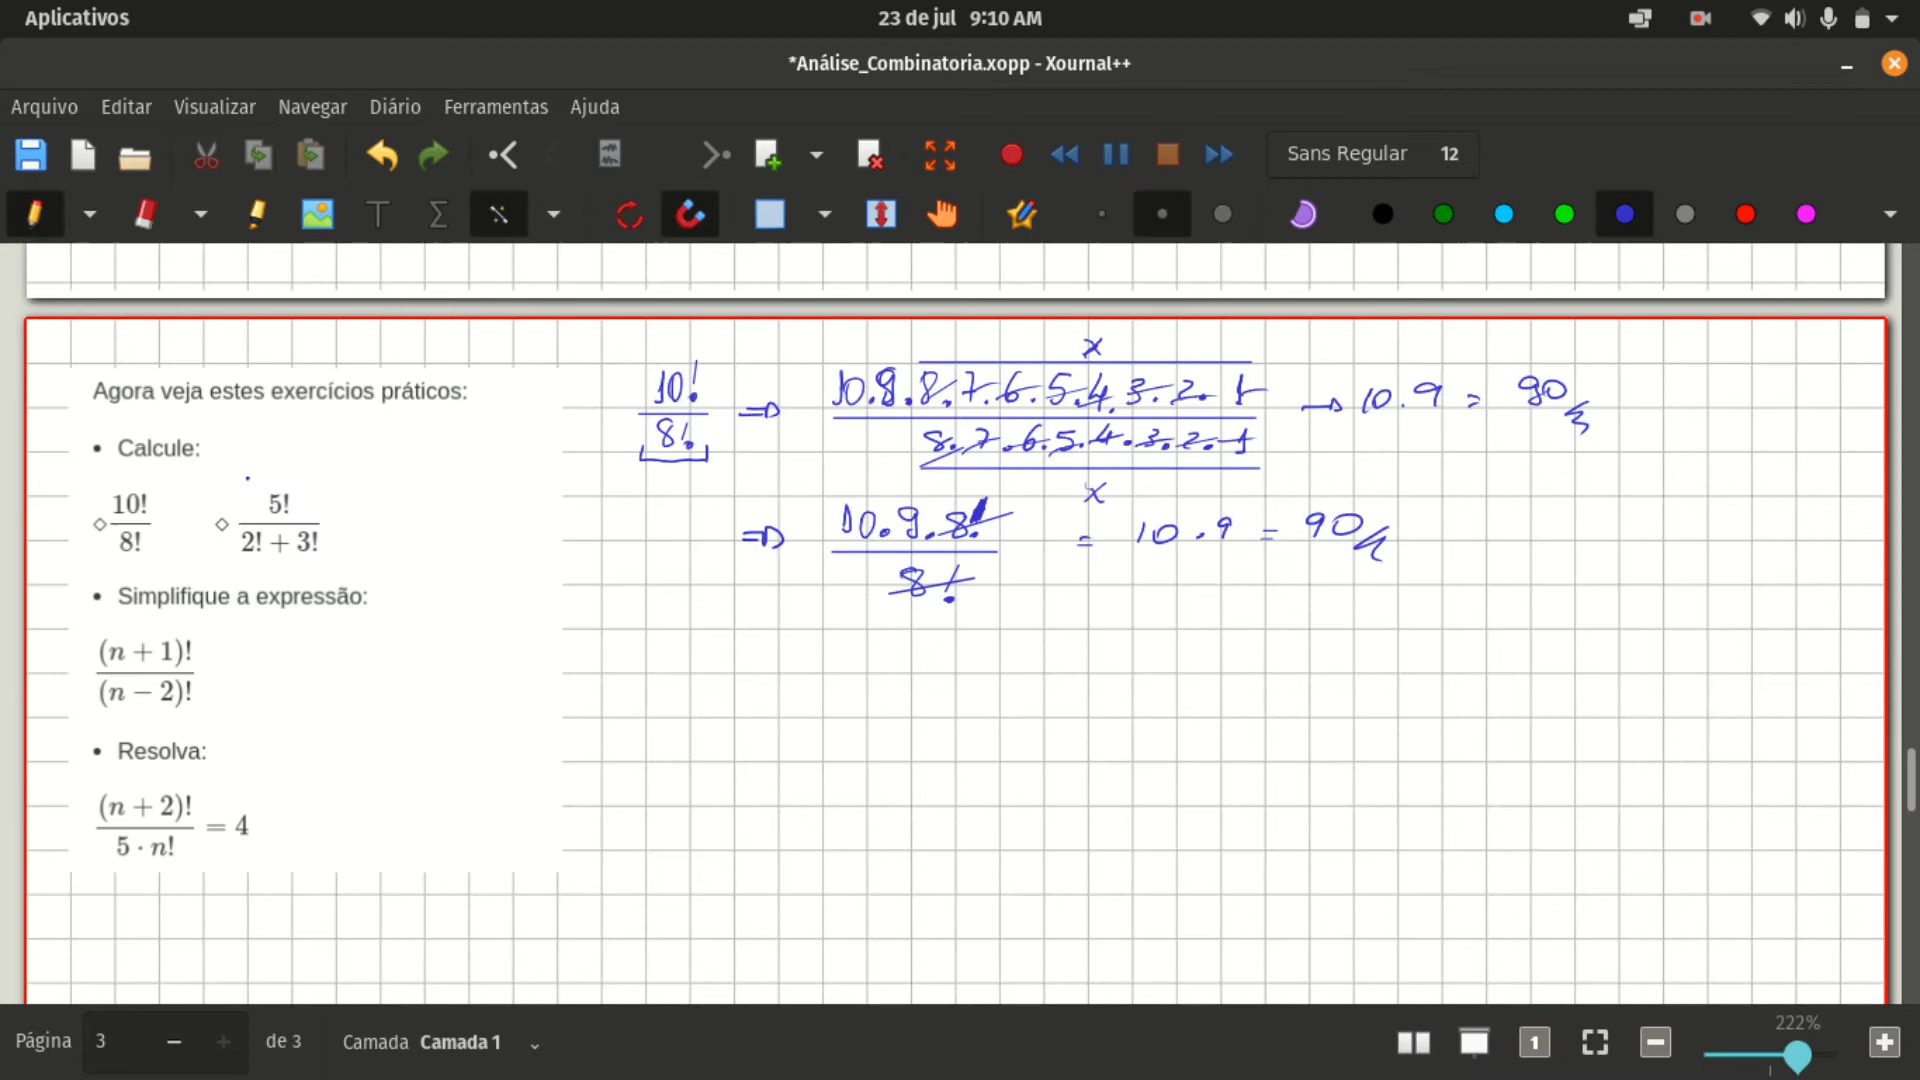 Aplicativos 23 de jul 9:10 AM
*Análise_Combinatoria.xopp - Xournal++
Arquivo Editar Visualizar Navegar Diário Ferramentas Ajuda
Sans Regular 12
Agora veja estes exercícios práticos:
• Calcule:
◇ 10!/8! ◇ 5!/(2! + 3!)
• Simplifique a expressão:
(n + 1)!
(n − 2)!
• Resolva:
(n + 2)!/(5 · n!) = 4
x
10!/8! ⇒ 10.9.8.7.6.5.4.3.2.1/8.7.6.5.4.3.2.1 → 10.9 = 90
x
⇒ 10.9.8!/8! = 10.9 = 90
Página 3 de 3 Camada Camada 1 1 222%